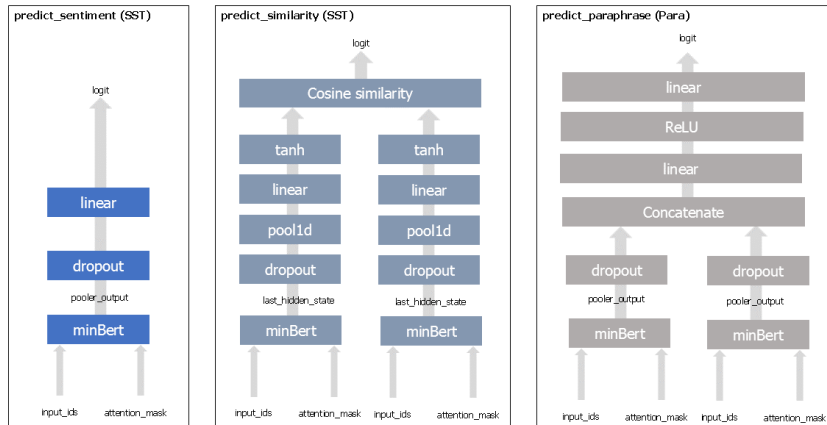 predict_sentiment (SST)
logit
linear
dropout
pooler_output
minBert
input_ids attention_mask
predict_similarity (SST)
logit
Cosine similarity
tanh tanh
linear linear
pool1d pool1d
dropout dropout
last_hidden_state last_hidden_state
minBert minBert
input_ids attention_mask input_ids attention_mask
predict_paraphrase (Para)
logit
linear
ReLU
linear
Concatenate
dropout dropout
pooler_output pooler_output
minBert minBert
input_ids attention_mask input_ids attention_mask